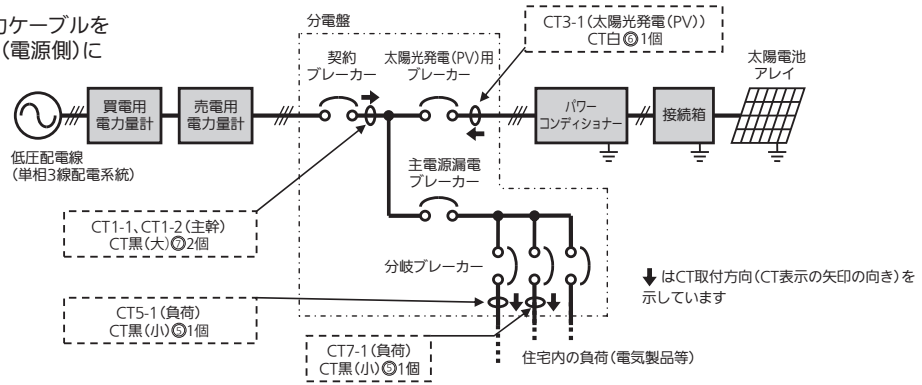 力ケーブルを
(電源側)に
分電盤
CT3-1(太陽光発電(PV))
CT白⑥1個
契約
ブレーカー
太陽光発電(PV)用
ブレーカー
太陽電池
アレイ
買電用
電力量計
売電用
電力量計
パワー
コンディショナー
接続箱
低圧配電線
(単相3線配電系統)
主電源漏電
ブレーカー
CT1-1、CT1-2(主幹)
CT黒(大)⑦2個
分岐ブレーカー
はCT取付方向(CT表示の矢印の向き)を
示しています
CT5-1(負荷)
CT黒(小)⑤1個
CT7-1(負荷)
CT黒(小)⑤1個
住宅内の負荷(電気製品等)